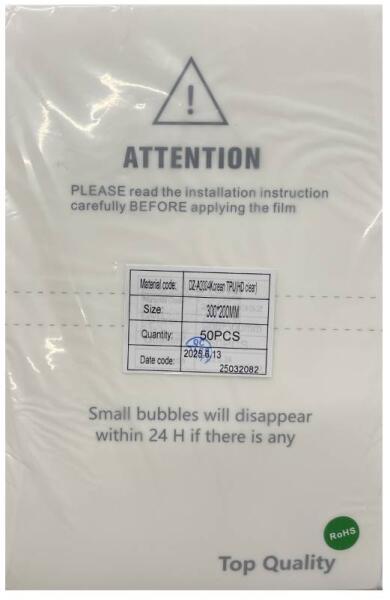 !
ATTENTION
PLEASE read the installation instruction
carefully BEFORE applying the film
Material code: DZ-A2004Korean TPU(HD clear)
Size: 300*200MM
Quantity: 50PCS
Date code: 2025.6.13
25032082
Small bubbles will disappear
within 24 H if there is any
RoHS
Top Quality